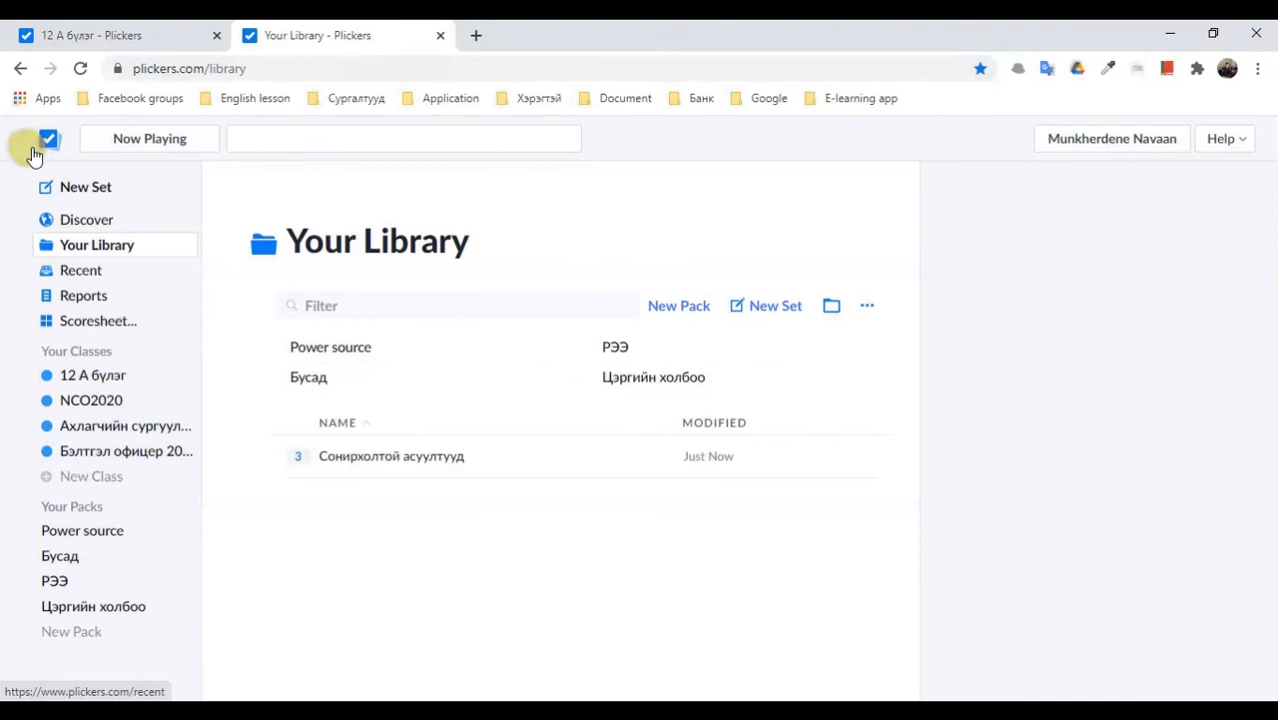 12 А бүлэг - Plickers
Your Library - Plickers
plickers.com/library
Apps Facebook groups English lesson Сургалтууд Application Хэрэгтэй Document Банк Google E-learning app
Now Playing
Munkherdene Navaan
Help
New Set
Discover
Your Library
Recent
Reports
Scoresheet...
Your Classes
12 А бүлэг
NCO2020
Ахлагчийн сургуул...
Бэлтгэл офицер 20...
New Class
Your Packs
Power source
Бусад
РЭЭ
Цэргийн холбоо
New Pack
Your Library
Filter
New Pack
New Set
Power source
РЭЭ
Бусад
Цэргийн холбоо
NAME
MODIFIED
3 Сонирхолтой асуултууд
Just Now
https://www.plickers.com/recent